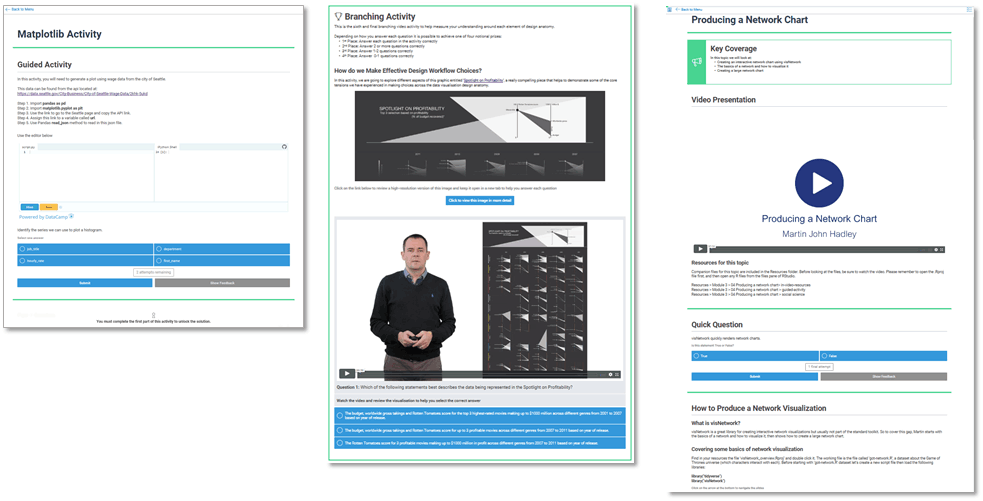 Back to Menu
Matplotlib Activity
Guided Activity
In this activity, you will need to generate a plot using wage data from the city of Seattle.
This data can be found from the api located at:
Step 1. Import pandas as pd
Step 2. Import matplotlib.pyplot as plt
Step 3. Use the link to go to the Seattle page and copy the API link.
Step 4. Assign this link to a variable called url
Step 5. Use Pandas read_json method to read in this json file.
Use the editor below
script.py
IPython Shell
Powered by DataCamp
Identify the series we can use to plot a histogram.
job_title
department
hourly_rate
first_name
2 attempts remaining
Submit
Show Feedback
You must complete the first part of this activity to unlock the solution.
Branching Activity
This is the sixth and final branching video activity to help measure your understanding around each element of design anatomy.
Depending on how you answer each question it is possible to achieve one of four notional prizes:
1st Place: Answer each question in the activity correctly
2nd Place: Answer 2 or more questions correctly
3rd Place: Answer 1-2 questions correctly
4th Place: Answer 0-1 questions correctly
How do we Make Effective Design Workflow Choices?
In this activity, we are going to explore different aspects of this graphic entitled 'Spotlight on Profitability', a really compelling piece that helps to demonstrate some of the core
lessons we have experienced in making choices across the data visualisation design anatomy.
SPOTLIGHT ON PROFITABILITY
Click on the link below to review a high resolution version of this image and keep it open in a new tab to help you answer each question
Click to view this image in more detail
Question 1: Which of the following statements best describes the data being represented in the Spotlight on Profitability?
Watch the video and review the visualisation to help you select the correct answer
The budget, worldwide gross takings and Rotten Tomatoes score for the top 5 highest-rated movies making up to $1500 million across different genres from 2001 to 2007
based on year of release.
The budget, worldwide gross takings and Rotten Tomatoes score for up to 5 profitable movies across different genres from 2007 to 2011 based on year of release.
The Rotten Tomatoes score for 5 profitable movies making up to $1500 million in profit across different genres from 2007 to 2011 based on year of release.
Back to Menu
Producing a Network Chart
Key Coverage
In this topic we will look at:
Creating an interactive network chart using visNetwork
The basics of a network and how to visualize it
Creating a large network chart
Video Presentation
Producing a Network Chart
Martin John Hadley
Resources for this topic
Companion files for this topic are included in the Resources folder. Before looking at the files, be sure to watch the video. Please remember to open the .Rproj
file first, and then open any R files from the files pane of RStudio.
Resources > Module 3 > 04 Producing a network chart > in-video-resources
Resources > Module 3 > 04 Producing a network chart > guided-activity
Resources > Module 3 > 04 Producing a network chart > social-science
Quick Question
visNetwork quickly renders network charts.
Is this statement True or False?
True
False
1 final attempt
Submit
Show Feedback
How to Produce a Network Visualization
What is visNetwork?
visNetwork is a great library for creating interactive network visualizations but usually not part of the standard toolkit. So to cover this gap, Martin starts with
the basics of a network and how to visualize it then shows how to create a large network chart.
Covering some basics of network visualization
library("tidyverse")
library("visNetwork")
Click on the arrow at the bottom to navigate the slides